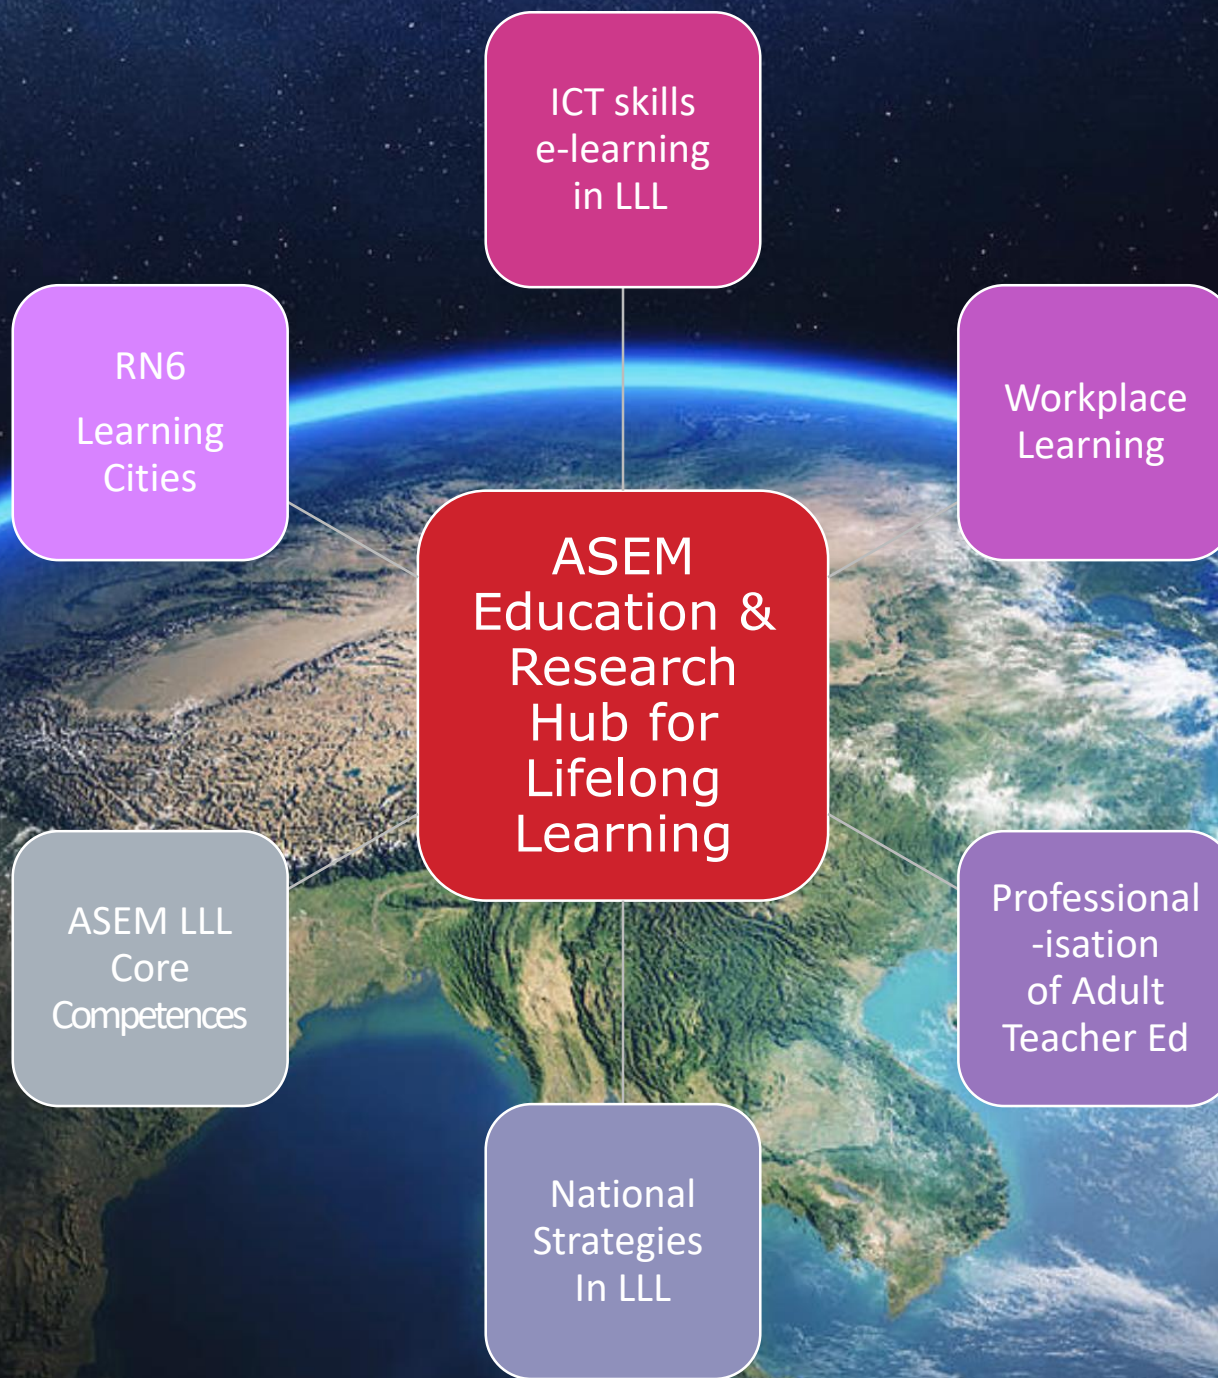 ICT skills
e-learning
in LLL
RN6
Learning
Cities
Workplace
Learning
ASEM
Education &
Research
Hub for
Lifelong
Learning
ASEM LLL
Core
Competences
Professional
-isation
of Adult
Teacher Ed
National
Strategies
In LLL